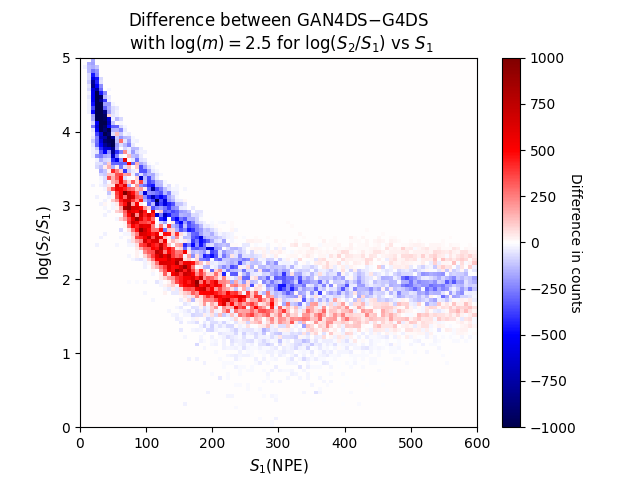 Difference between GAN4DS−G4DS
with log(m) = 2.5 for log(S₂/S₁) vs S₁
log(S₂/S₁)
5
4
3
2
1
0
0 100 200 300 400 500 600
S₁(NPE)
1000
750
500
250
0
−250
−500
−750
−1000
Difference in counts